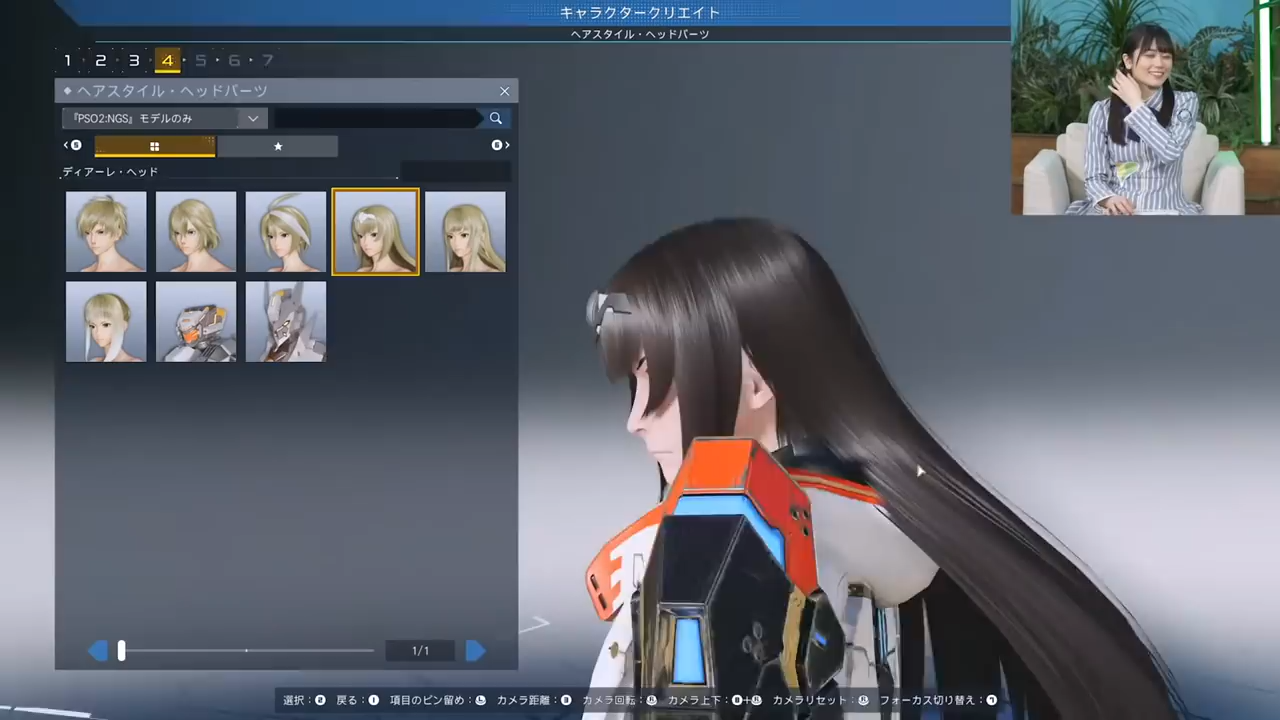 キャラクタークリエイト
ヘアスタイル・ヘッドパーツ
1 2 3 4 5 6 7
ヘアスタイル・ヘッドパーツ
『PSO2:NGS』モデルのみ
ディアーレ・ヘッド
1/1
選択: 戻る: 項目のピン留め: カメラ距離: カメラ回転: カメラ上下: + カメラリセット: フォーカス切り替え: